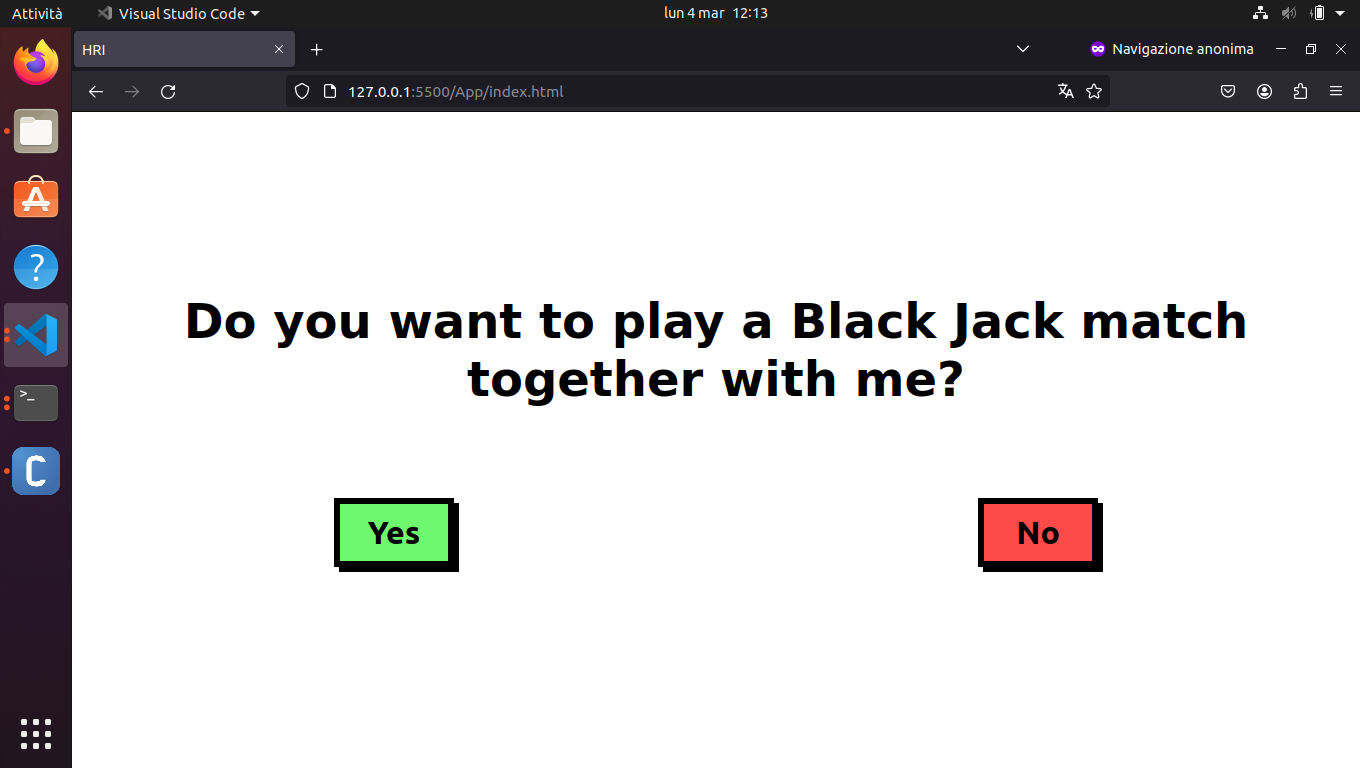 Attività Visual Studio Code lun 4 mar 12:13
HRI Navigazione anonima
127.0.0.1:5500/App/index.html
Do you want to play a Black Jack match
together with me?
Yes No